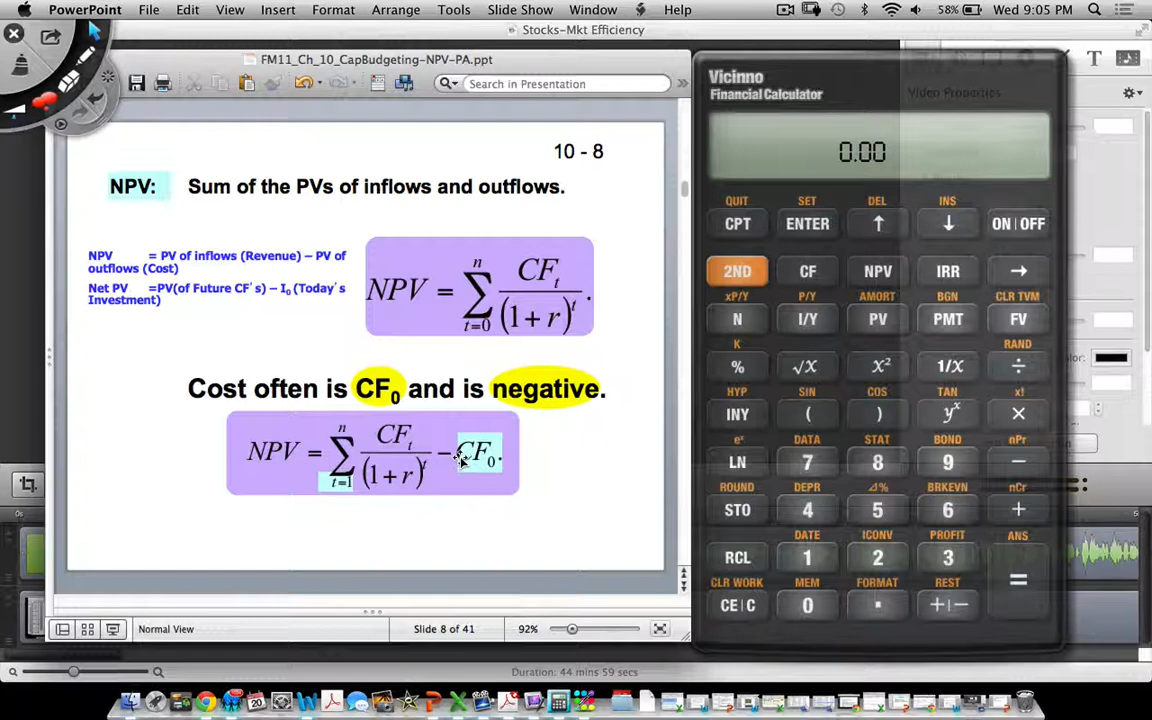 PowerPoint File Edit View Insert Format Arrange Tools Slide Show Window Help 58% Wed 9:05 PM
Stocks-Mkt Efficiency
FM11_Ch_10_CapBudgeting-NPV-PA.ppt
Search in Presentation
Video Properties
10 - 8
NPV: Sum of the PVs of inflows and outflows.
NPV = PV of inflows (Revenue) – PV of
outflows (Cost)
Net PV =PV(of Future CF's) – I₀ (Today's
Investment)
NPV = n ∑ t=0 CFt / (1 + r)^t .
Cost often is CF₀ and is negative.
NPV = n ∑ t=1 CFt / (1 + r)^t − CF₀.
Normal View Slide 8 of 41 92%
Duration: 44 mins 59 secs
Vicinno
Financial Calculator
0.00
QUIT SET DEL INS
CPT ENTER ↑ ↓ ON|OFF
2ND CF NPV IRR →
xP/Y P/Y AMORT BGN CLR TVM
N I/Y PV PMT FV
K RAND
% √X X² 1/X ÷
HYP SIN COS TAN x!
INY ( ) yˣ ×
eˣ DATA STAT BOND nPr
LN 7 8 9 −
ROUND DEPR ⊿% BRKEVN nCr
STO 4 5 6 +
DATE ICONV PROFIT ANS
RCL 1 2 3 =
CLR WORK MEM FORMAT REST
CE|C 0 . +|−